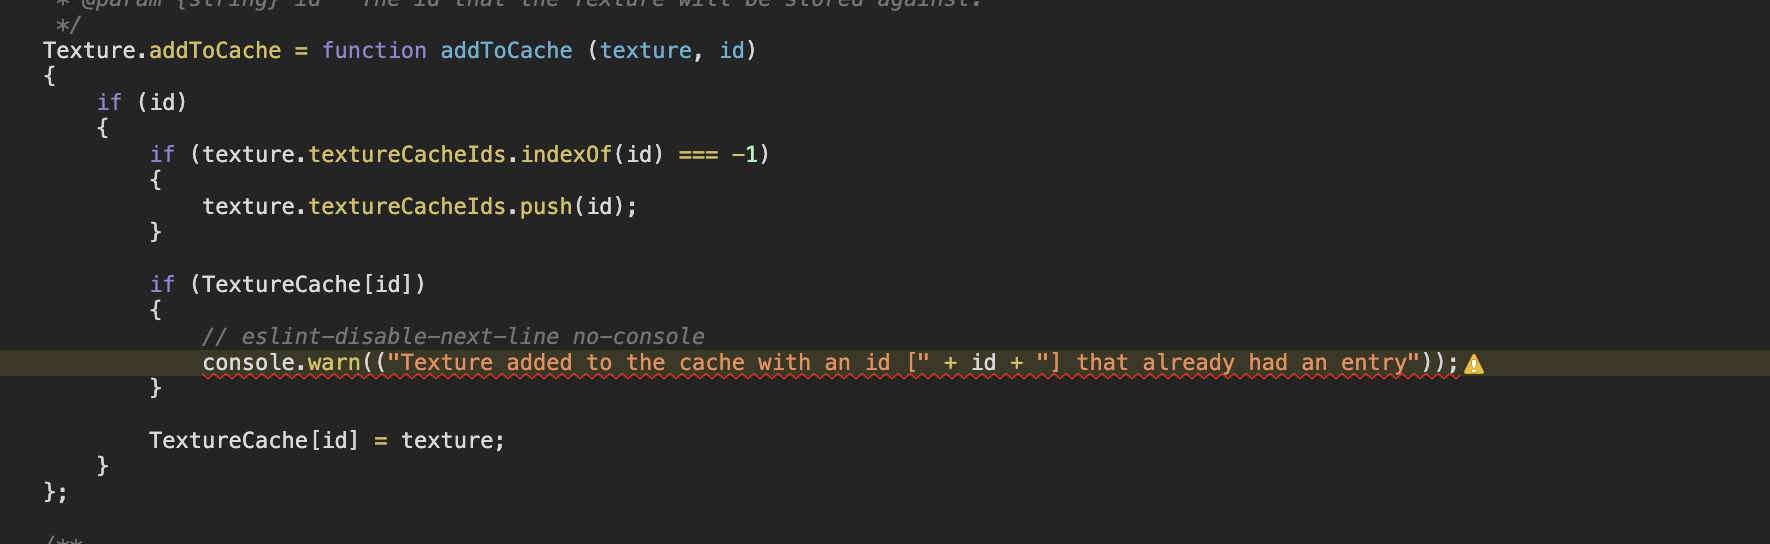 * @param {string} id - The id that the Texture will be stored against.
*/
Texture.addToCache = function addToCache (texture, id)
{
if (id)
{
if (texture.textureCacheIds.indexOf(id) === -1)
{
texture.textureCacheIds.push(id);
}
if (TextureCache[id])
{
// eslint-disable-next-line no-console
console.warn(("Texture added to the cache with an id [" + id + "] that already had an entry"));
}
TextureCache[id] = texture;
}
};
/**